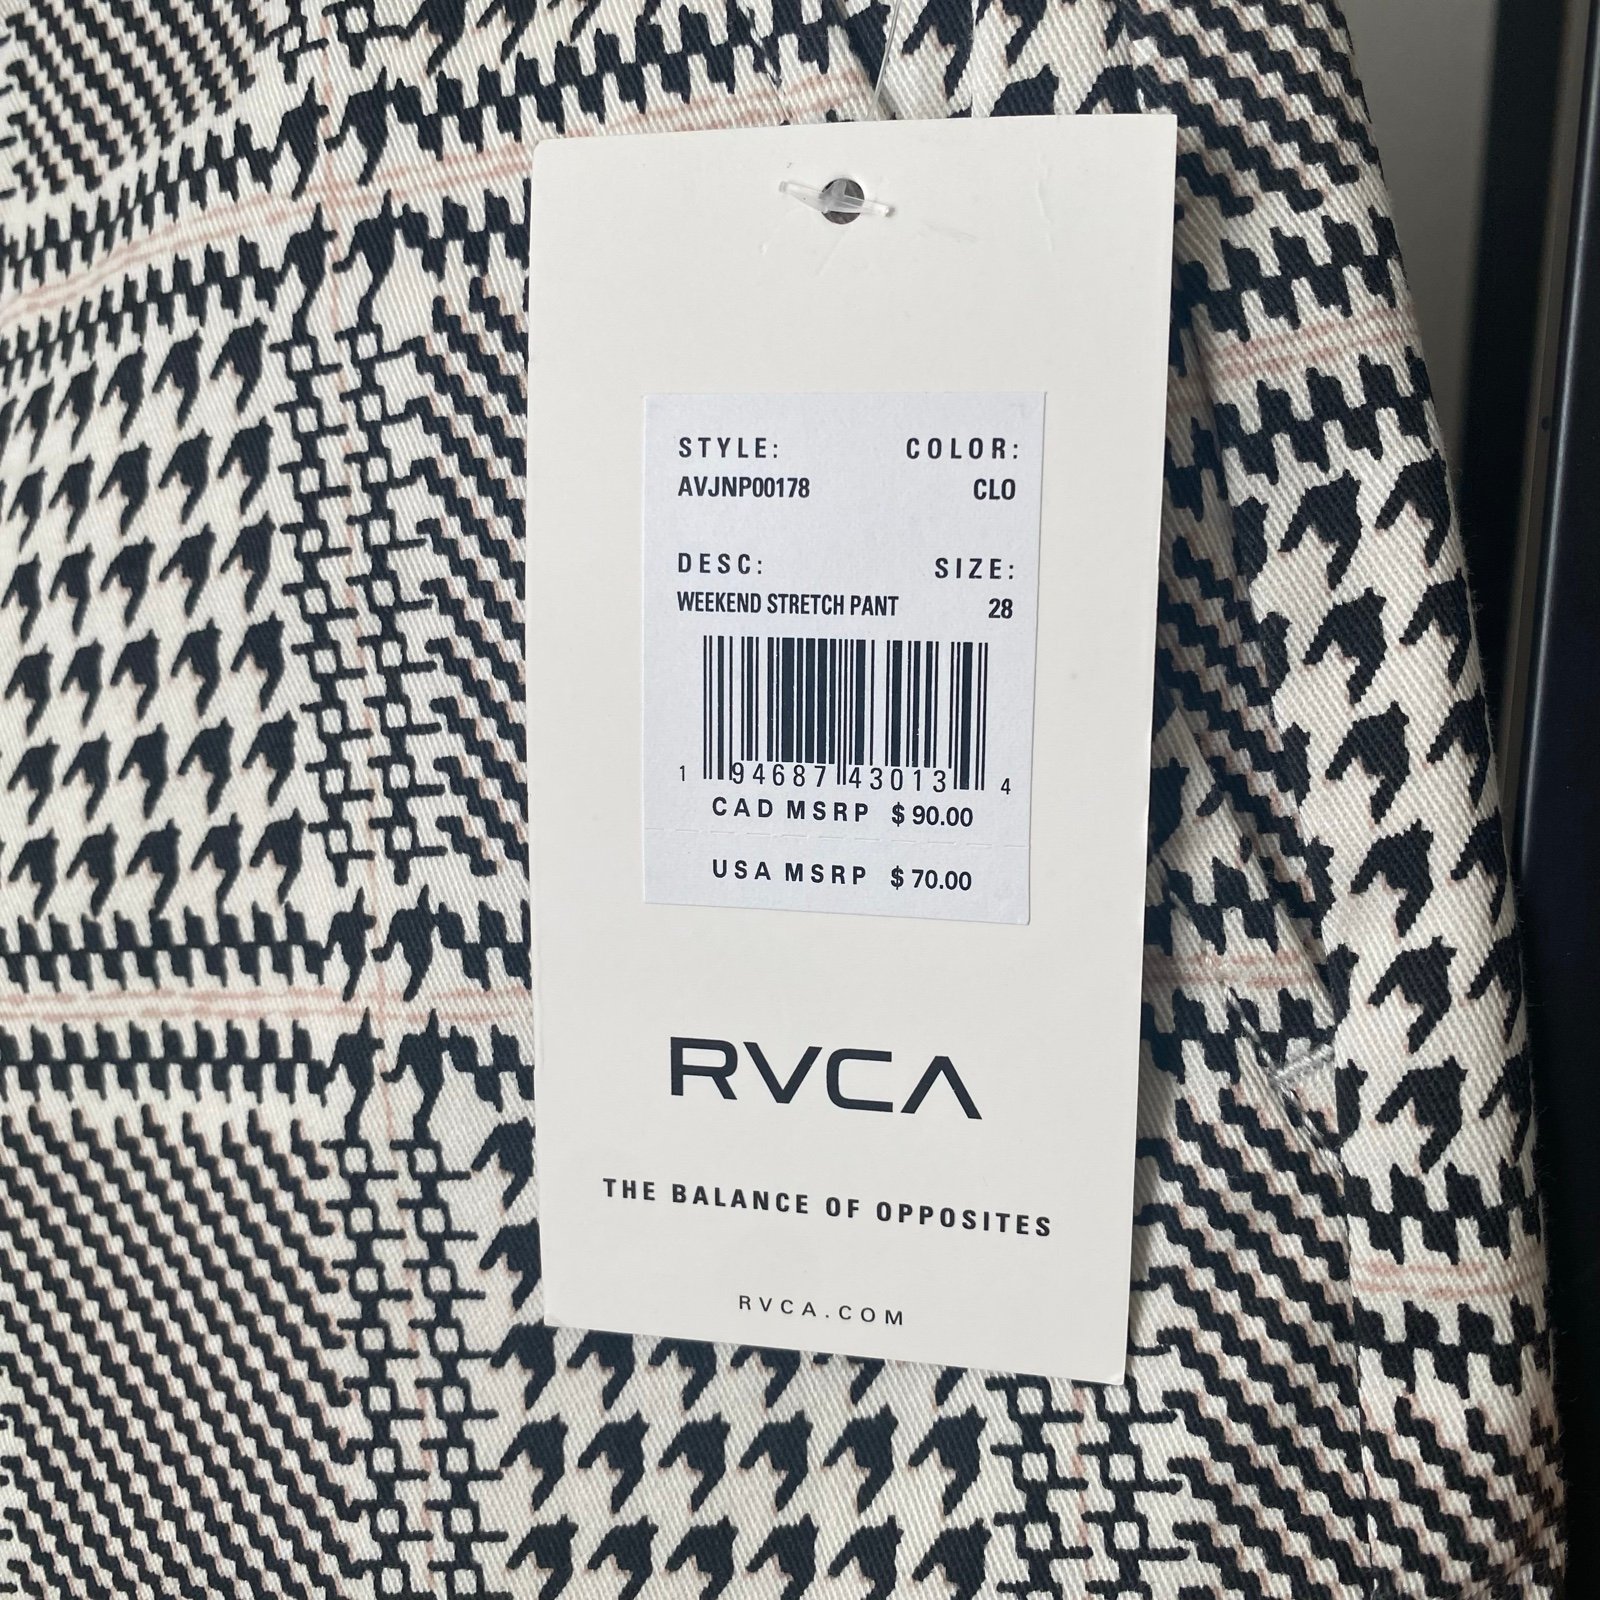 STYLE: COLOR:
AVJNP00178 CLO
DESC: SIZE:
WEEKEND STRETCH PANT 28
1 94687 43013 4
CAD MSRP $ 90.00
USA MSRP $ 70.00
RVCA
THE BALANCE OF OPPOSITES
RVCA.COM